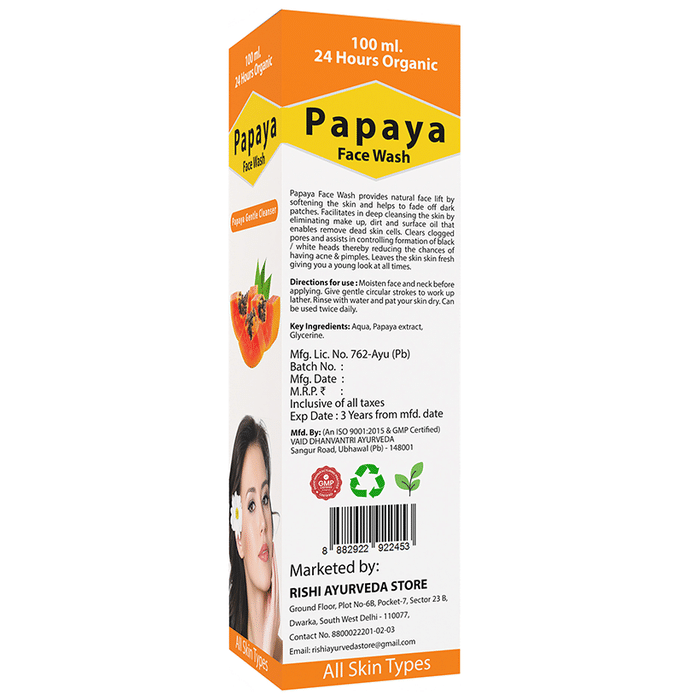 100 ml.
24 Hours Organic
Papaya
Face Wash
Papaya Gentle Cleanser
All Skin Types
100 ml.
24 Hours Organic
Papaya
Face Wash
Papaya Face Wash provides natural face lift by
softening the skin and helps to fade off dark
patches. Facilitates in deep cleansing the skin by
eliminating make up, dirt and surface oil that
enables remove dead skin cells. Clears clogged
pores and assists in controlling formation of black
/ white heads thereby reducing the chances of
having acne & pimples. Leaves the skin skin fresh
giving you a young look at all times.
Directions for use : Moisten face and neck before
applying. Give gentle circular strokes to work up
lather. Rinse with water and pat your skin dry. Can
be used twice daily.
Key Ingredients: Aqua, Papaya extract,
Glycerine.
Mfg. Lic. No. 762-Ayu (Pb)
Batch No. :
Mfg. Date :
M.R.P. ₹ :
Inclusive of all taxes
Exp Date : 3 Years from mfd. date
Mfd. By: (An ISO 9001:2015 & GMP Certified)
VAID DHANVANTRI AYURVEDA
Sangur Road, Ubhawal (Pb) - 148001
GMP
8 882922 922453
Marketed by:
RISHI AYURVEDA STORE
Ground Floor, Plot No-6B, Pocket-7, Sector 23 B,
Dwarka, South West Delhi - 110077,
Contact No. 8800022201-02-03
Email: rishiayurvedastore@gmail.com
All Skin Types